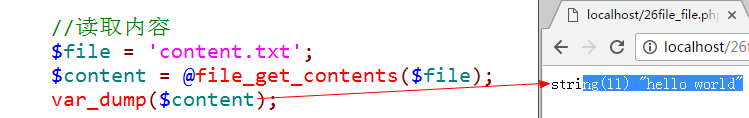 //读取内容
$file = 'content.txt';
$content = @file_get_contents($file);
var_dump($content);
localhost/26file_file.php
localhost/26f
string(11) "hello world"